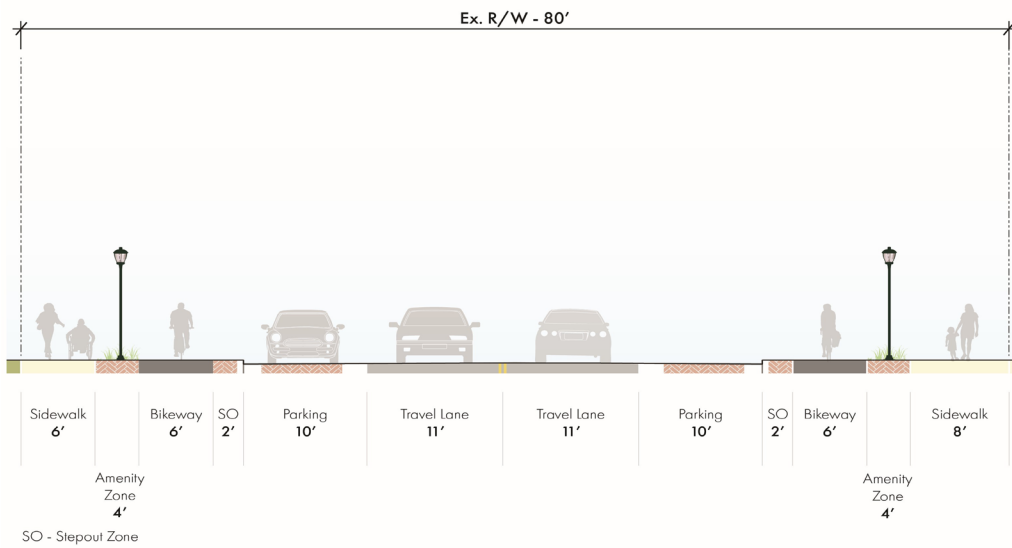 Ex. R/W - 80’
Sidewalk
6’
Amenity
Zone
4’
Bikeway
6’
SO
2’
Parking
10’
Travel Lane
11’
Travel Lane
11’
Parking
10’
SO
2’
Bikeway
6’
Amenity
Zone
4’
Sidewalk
8’
SO - Stepout Zone